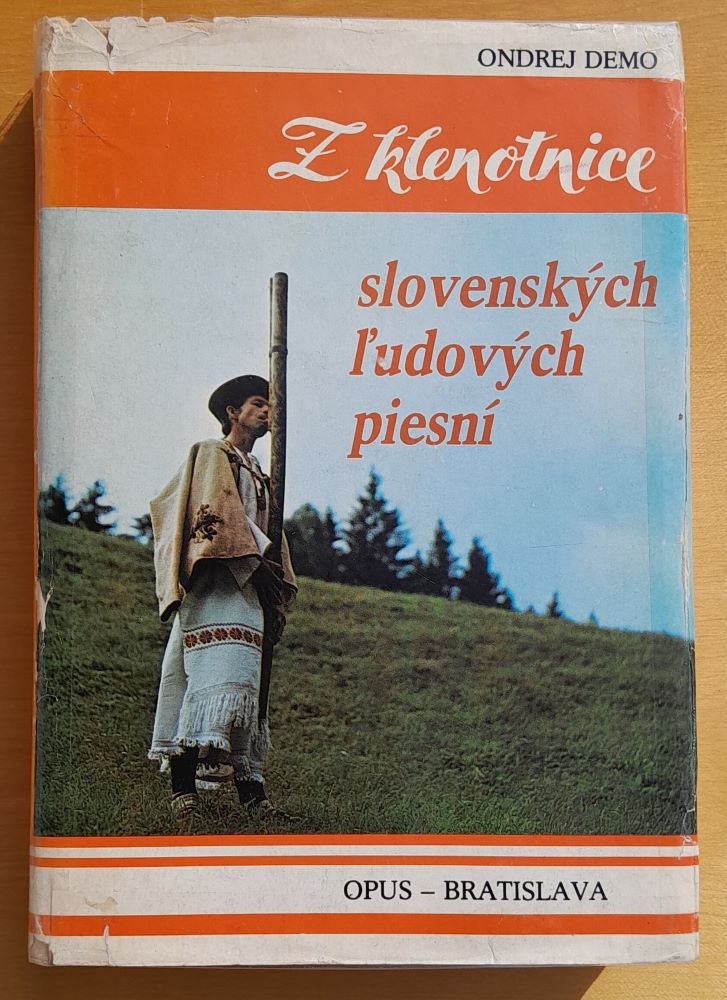 ONDREJ DEMO
Z klenotnice
slovenských
ľudových
piesní
OPUS – BRATISLAVA